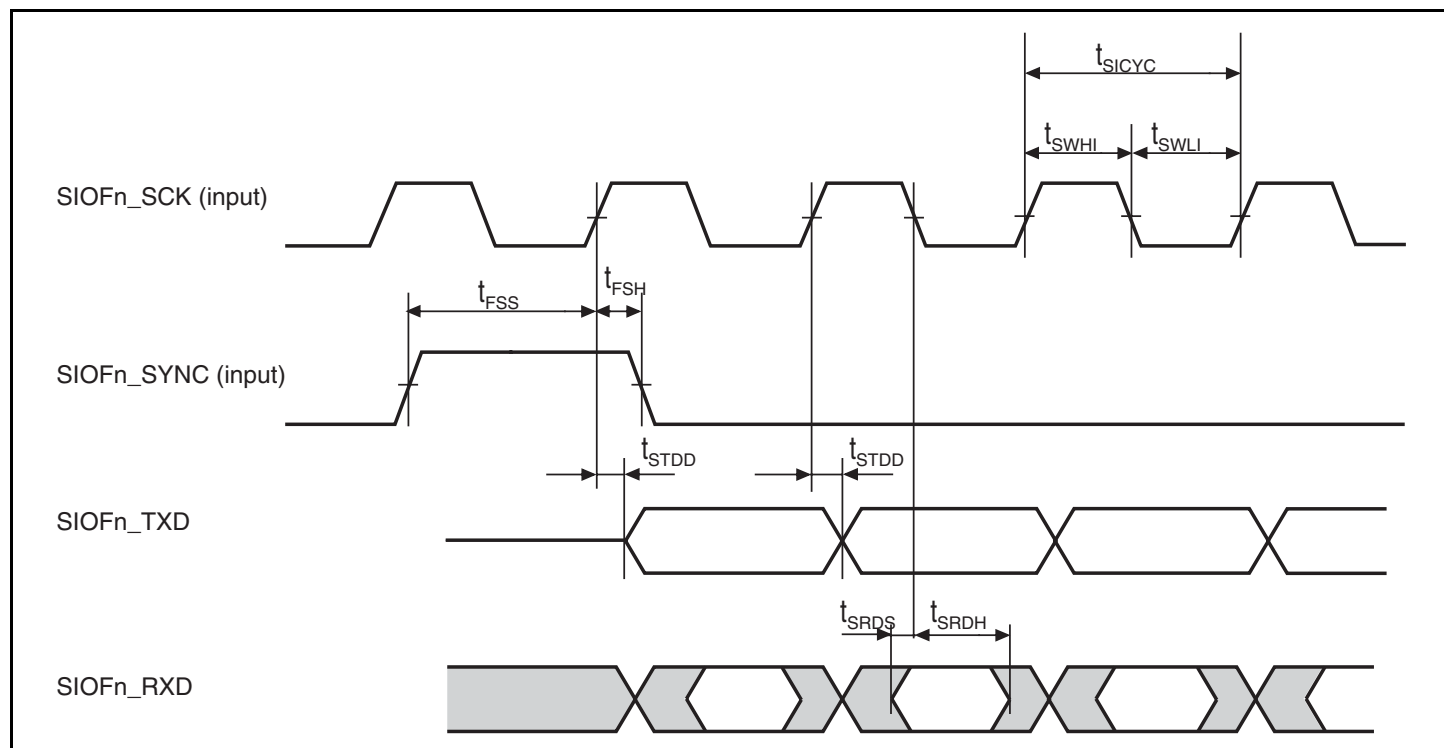 tSICYC
tSWHI tSWLI
SIOFn_SCK (input)
tFSS tFSH
SIOFn_SYNC (input)
tSTDD tSTDD
SIOFn_TXD
tSRDS tSRDH
SIOFn_RXD